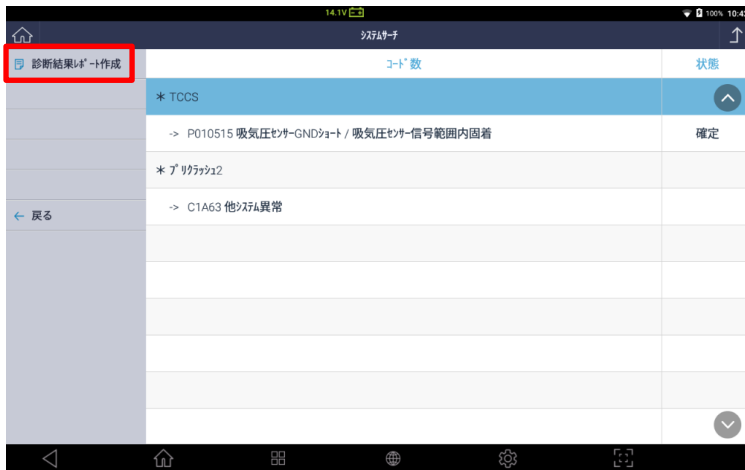 14.1V
100% 10:4
システムサーチ
診断結果ﾚﾎﾟｰﾄ作成
ｺｰﾄﾞ数
状態
＊ TCCS
-> P010515 吸気圧ｾﾝｻｰGNDｼｮｰﾄ / 吸気圧ｾﾝｻｰ信号範囲内固着
確定
＊ ﾌﾟﾘｸﾗｯｼｭ2
-> C1A63 他ｼｽﾃﾑ異常
← 戻る